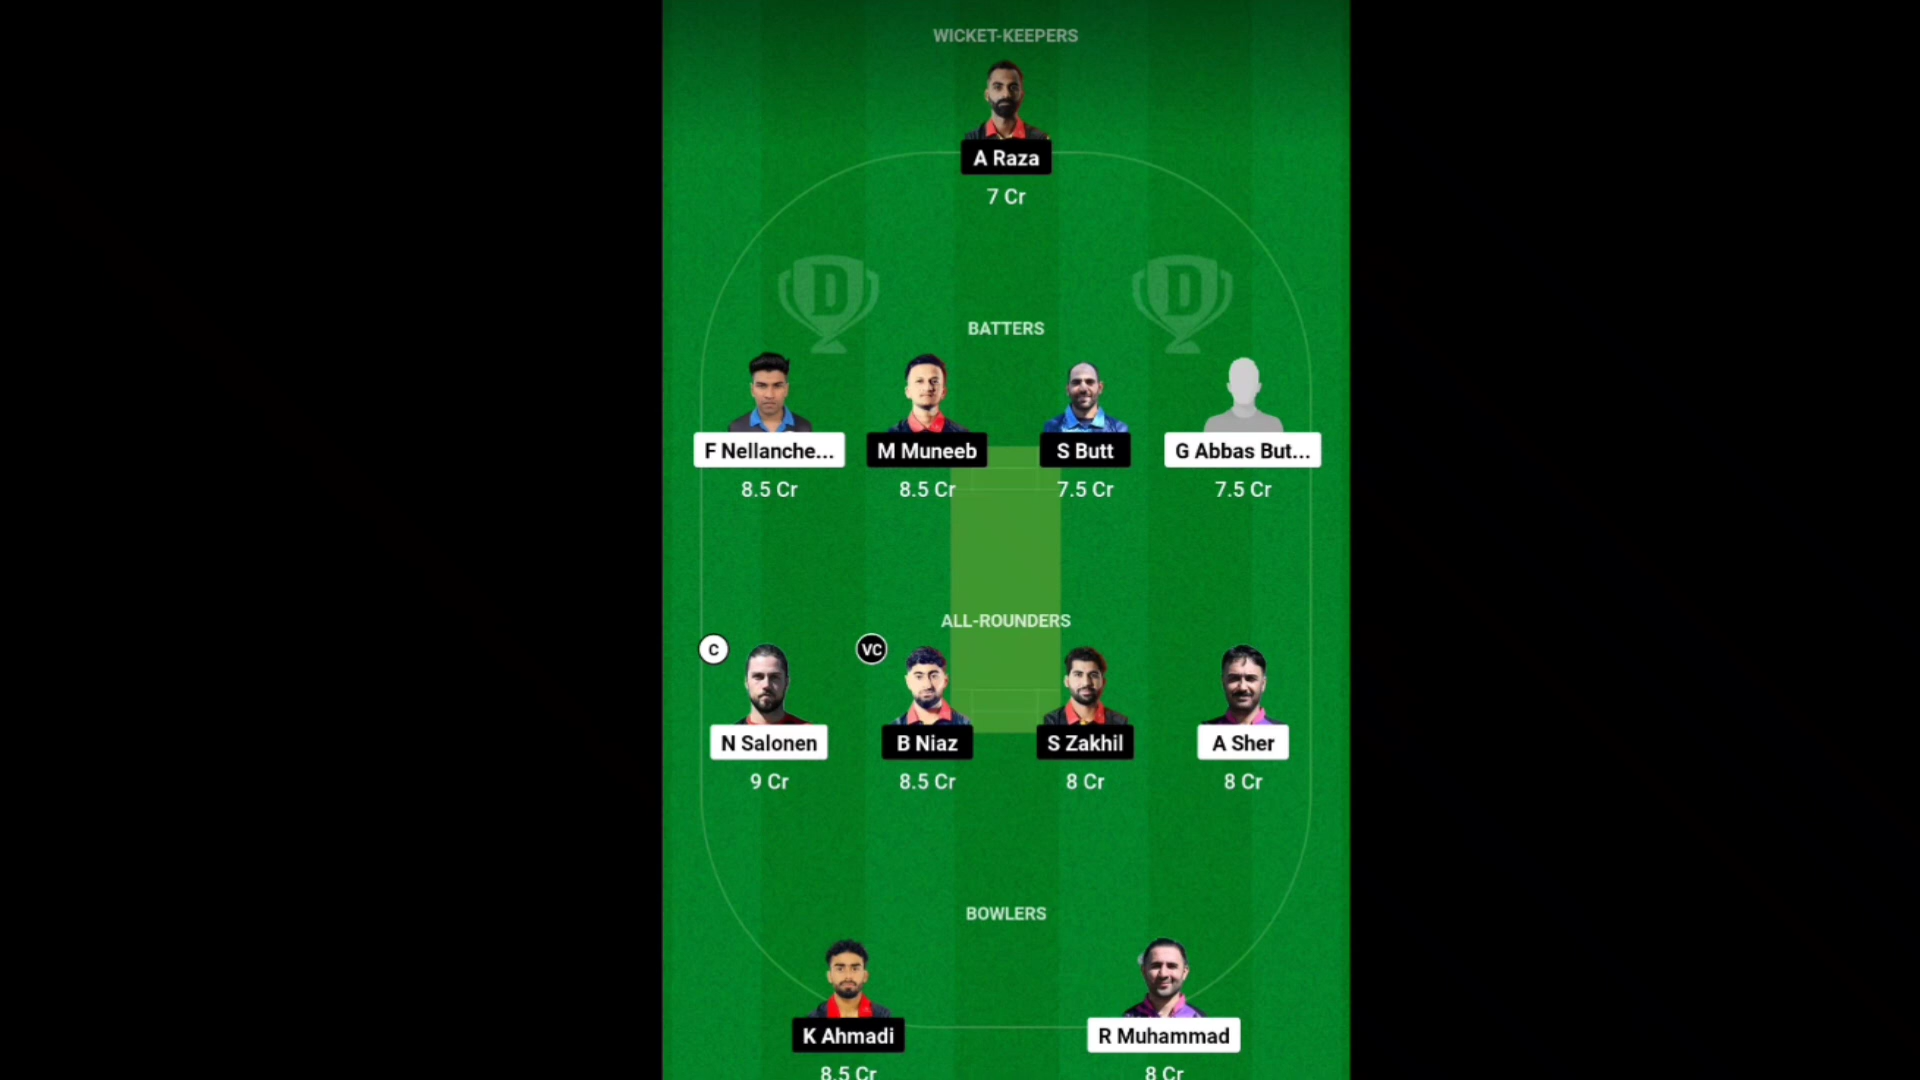 WICKET-KEEPERS
A Raza
7 Cr
D D
BATTERS
F Nellanche... M Muneeb S Butt G Abbas But...
8.5 Cr 8.5 Cr 7.5 Cr 7.5 Cr
ALL-ROUNDERS
C VC
N Salonen B Niaz S Zakhil A Sher
9 Cr 8.5 Cr 8 Cr 8 Cr
BOWLERS
K Ahmadi R Muhammad
8.5 Cr 8 Cr